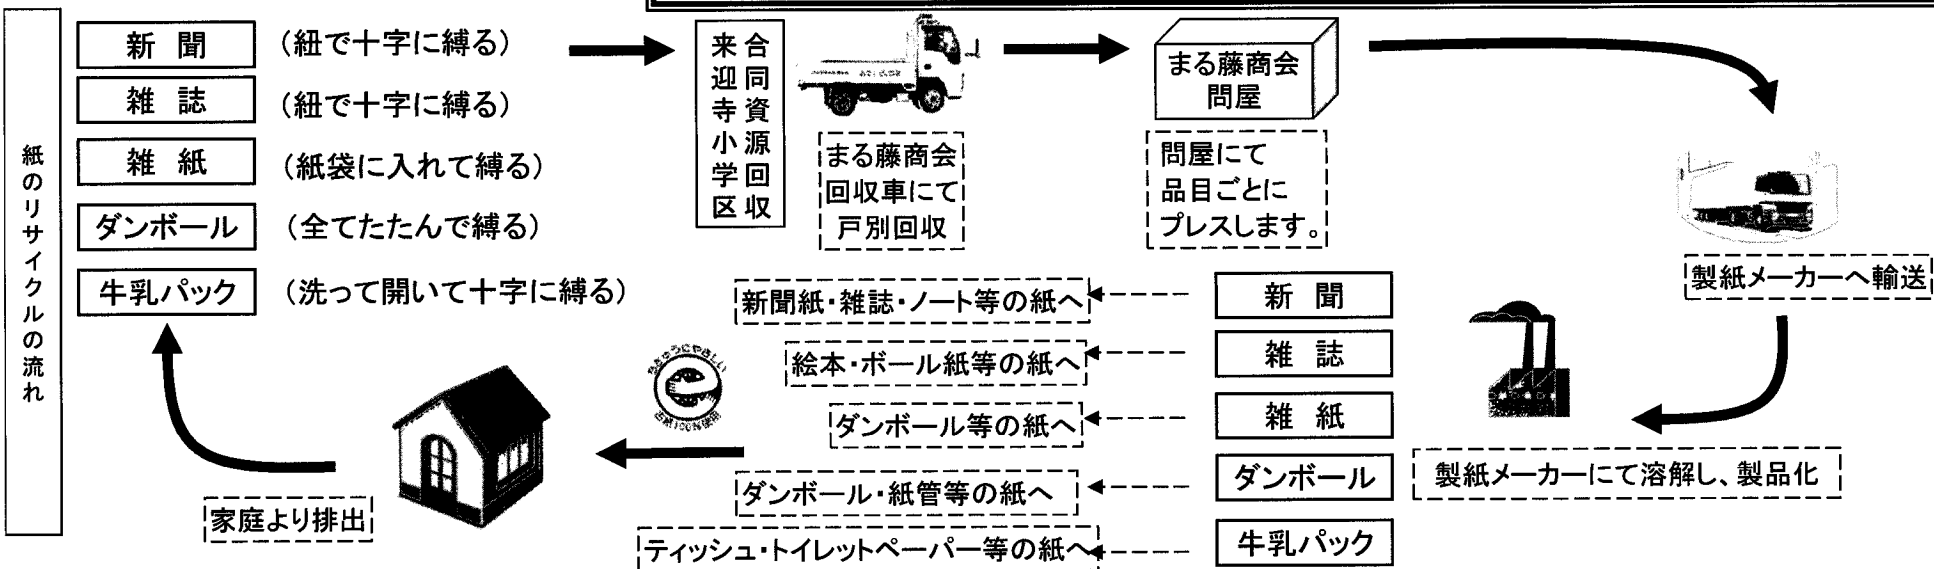 紙のリサイクルの流れ
新 聞 (紐で十字に縛る)
雑 誌 (紐で十字に縛る)
雑 紙 (紙袋に入れて縛る)
ダンボール (全てたたんで縛る)
牛乳パック (洗って開いて十字に縛る)
合同資源回収
来迎寺小学区
まる藤商会
回収車にて
戸別回収
まる藤商会
問屋
問屋にて
品目ごとに
プレスします。
製紙メーカーへ輸送
製紙メーカーにて溶解し、製品化
新 聞
新聞紙・雑誌・ノート等の紙へ
雑 誌
絵本・ボール紙等の紙へ
雑 紙
ダンボール等の紙へ
ダンボール
ダンボール・紙管等の紙へ
牛乳パック
ティッシュ・トイレットペーパー等の紙へ
家庭より排出